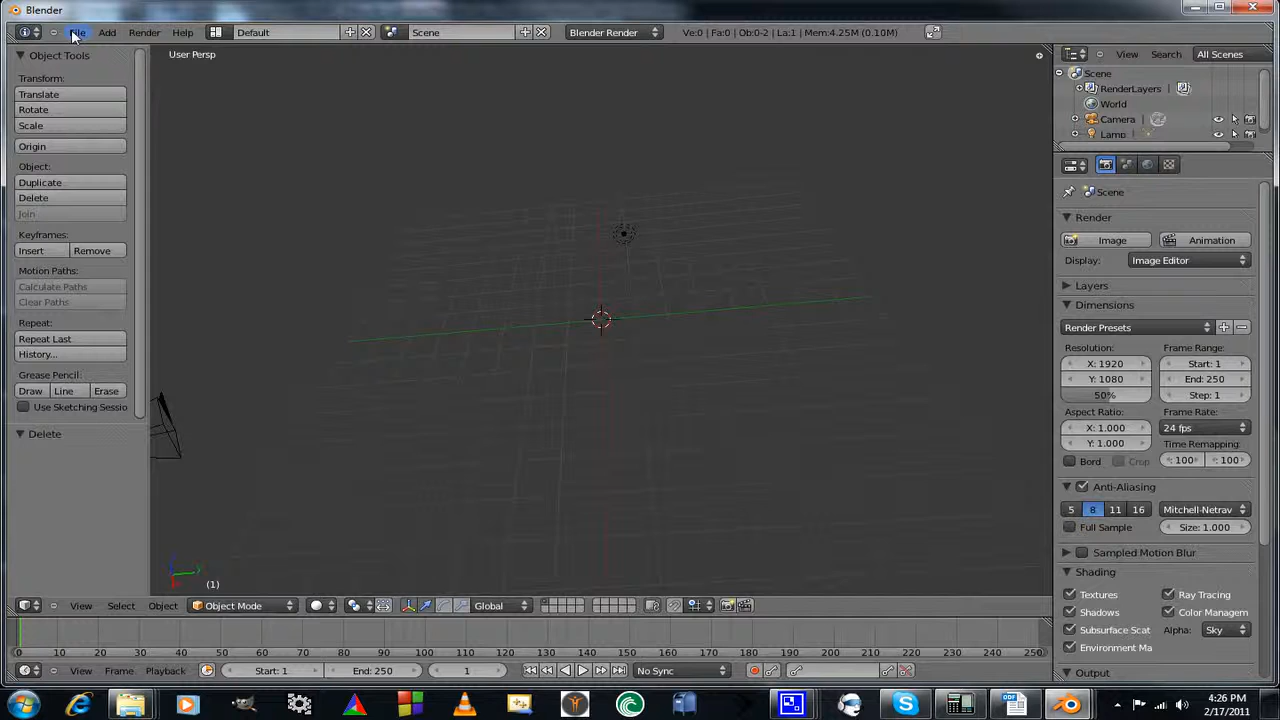 Blender
File Add Render Help Default Scene Blender Render Ve:0 | Fa:0 | Ob:0-2 | La:1 | Mem:4.25M (0.10M)
Object Tools
Transform:
Translate
Rotate
Scale
Origin
Object:
Duplicate
Delete
Join
Keyframes:
Insert Remove
Motion Paths:
Calculate Paths
Clear Paths
Repeat:
Repeat Last
History...
Grease Pencil:
Draw Line Erase
Use Sketching Sessio
Delete
User Persp
(1)
View Select Object Object Mode Global
0 10 20 30 40 50 60 70 80 90 100 110 120 130 140 150 160 170 180 190 200 210 220 230 240 250
View Frame Playback Start: 1 End: 250 1 No Sync
View Search All Scenes
Scene
RenderLayers
World
Camera
Lamp
Scene
Render
Image Animation
Display: Image Editor
Layers
Dimensions
Render Presets
Resolution: Frame Range:
X: 1920 Start: 1
Y: 1080 End: 250
50% Step: 1
Aspect Ratio: Frame Rate:
X: 1.000 24 fps
Y: 1.000 Time Remapping:
Bord Crop : 100 : 100
Anti-Aliasing
5 8 11 16 Mitchell-Netrav
Full Sample Size: 1.000
Sampled Motion Blur
Shading
Textures Ray Tracing
Shadows Color Managem
Subsurface Scat Alpha: Sky
Environment Ma
Output
4:26 PM
2/17/2011